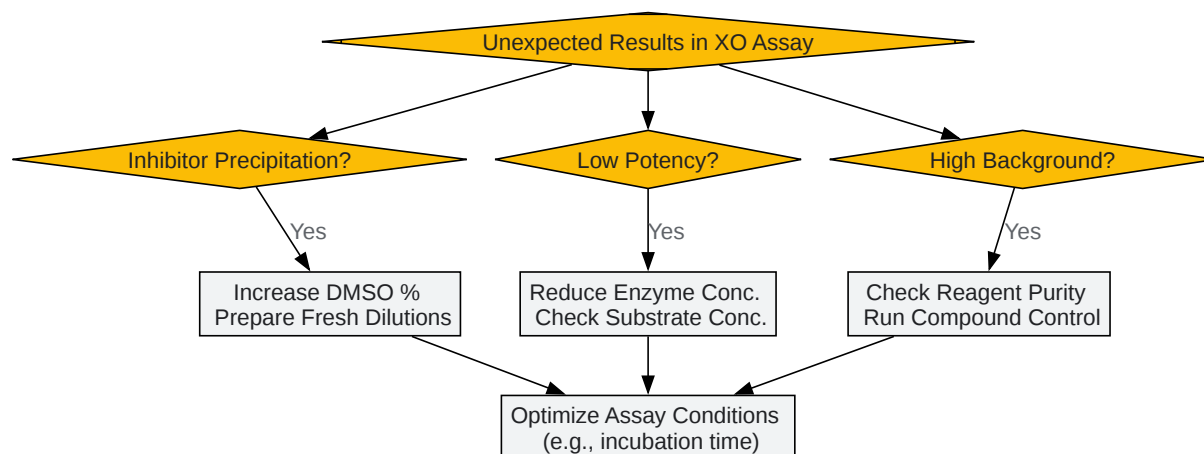 Unexpected Results in XO Assay
Inhibitor Precipitation?
Low Potency?
High Background?
Yes
Yes
Yes
Increase DMSO %
Prepare Fresh Dilutions
Reduce Enzyme Conc.
Check Substrate Conc.
Check Reagent Purity
Run Compound Control
Optimize Assay Conditions
(e.g., incubation time)